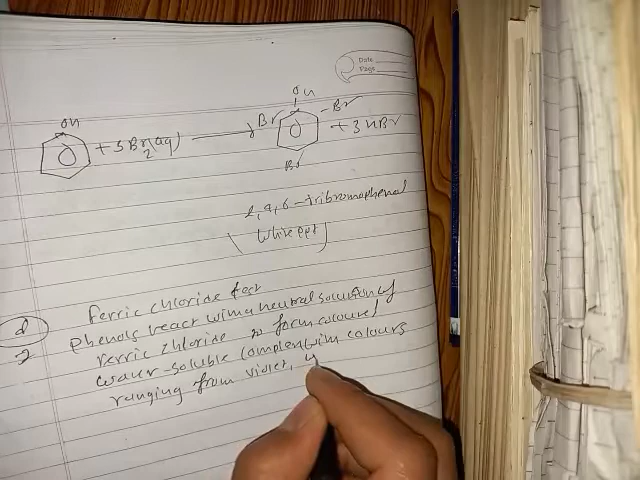 Date
Page
OH
OH
Br
Br
+ 3Br2(aq)
+ 3HBr
Br
2,4,6-tribromophenol
(White ppt)
d
Ferric chloride test
phenols react with a neutral solution of
ferric chloride to form coloured
water-soluble complex (with colours
ranging from violet,